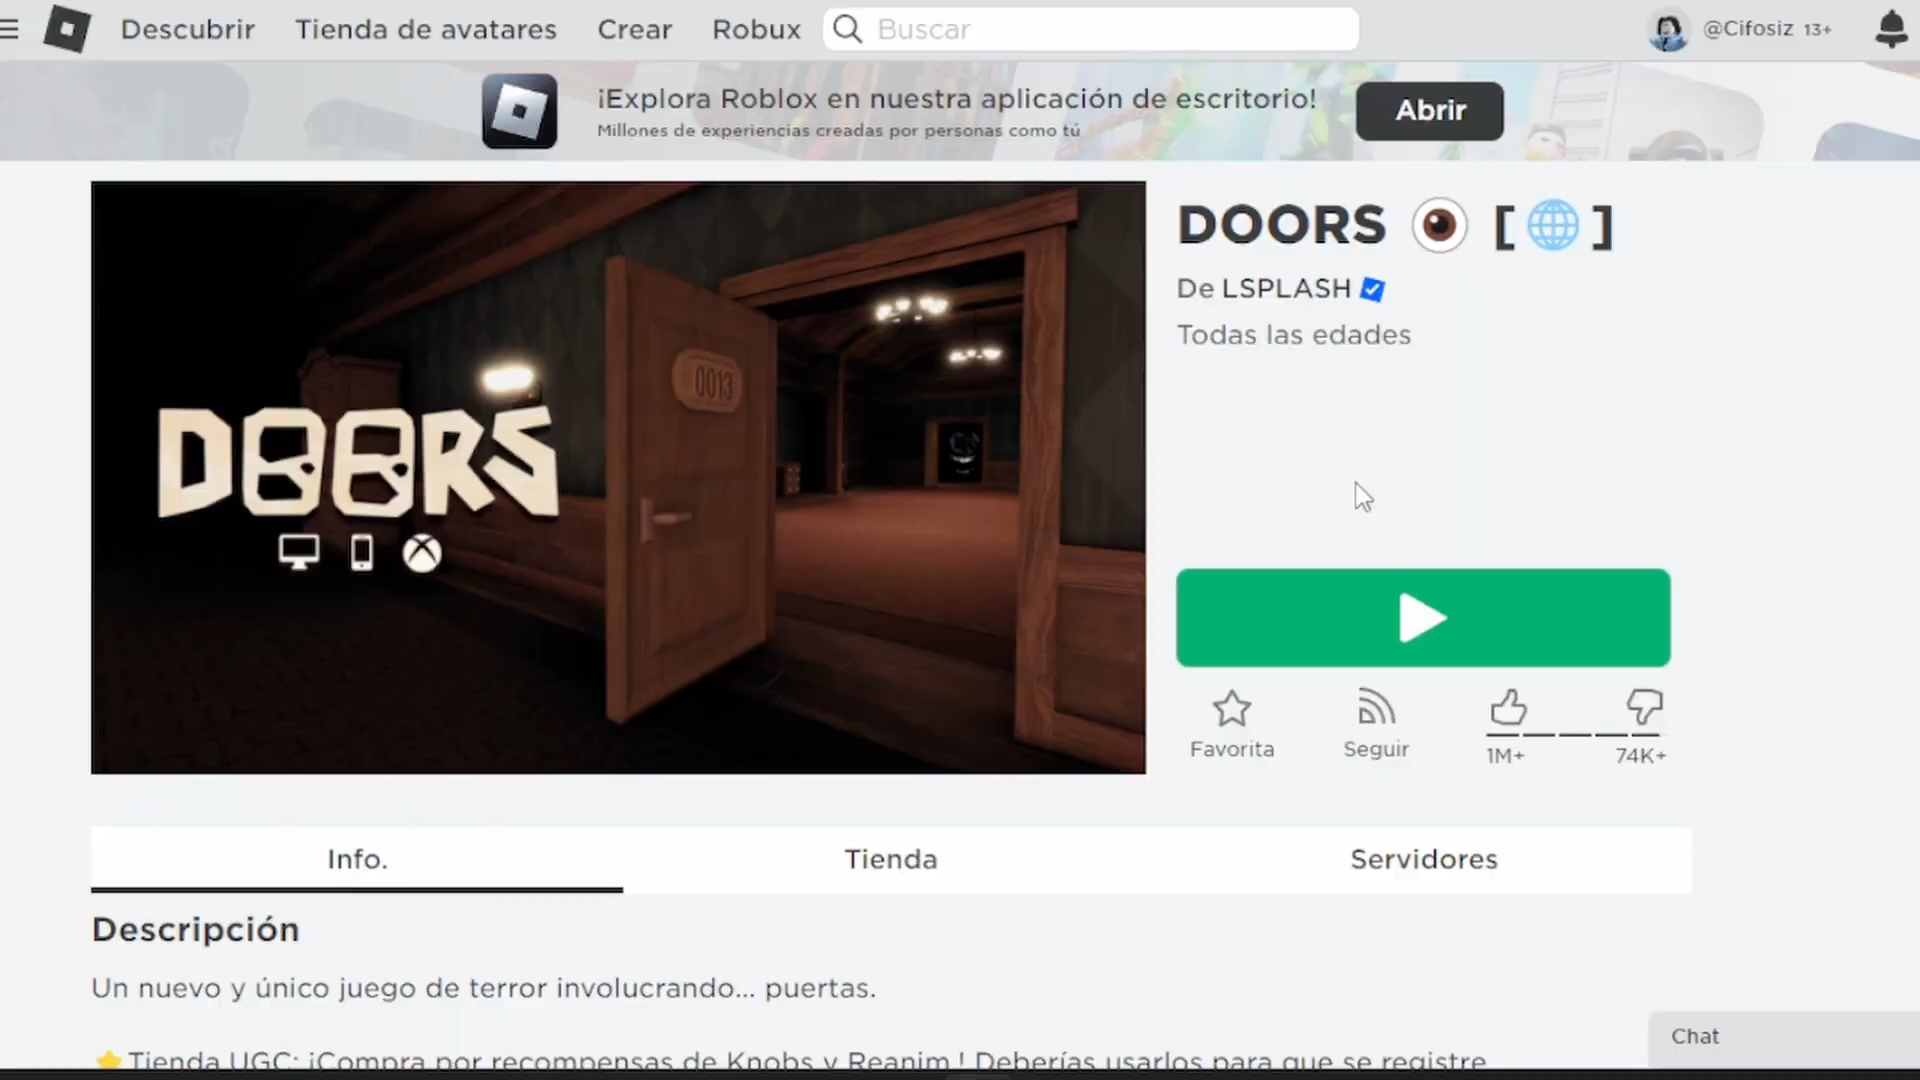 Descubrir
Tienda de avatares
Crear
Robux
Buscar
@Cifosiz 13+
¡Explora Roblox en nuestra aplicación de escritorio!
Millones de experiencias creadas por personas como tú
Abrir
0013
DOORS
DOORS [ ]
De LSPLASH
Todas las edades
Favorita
Seguir
1M+
74K+
Info.
Tienda
Servidores
Descripción
Un nuevo y único juego de terror involucrando... puertas.
Tienda UGC: ¡Compra por recompensas de Knobs y Reanim ! Deberías usarlos para que se registre
Chat